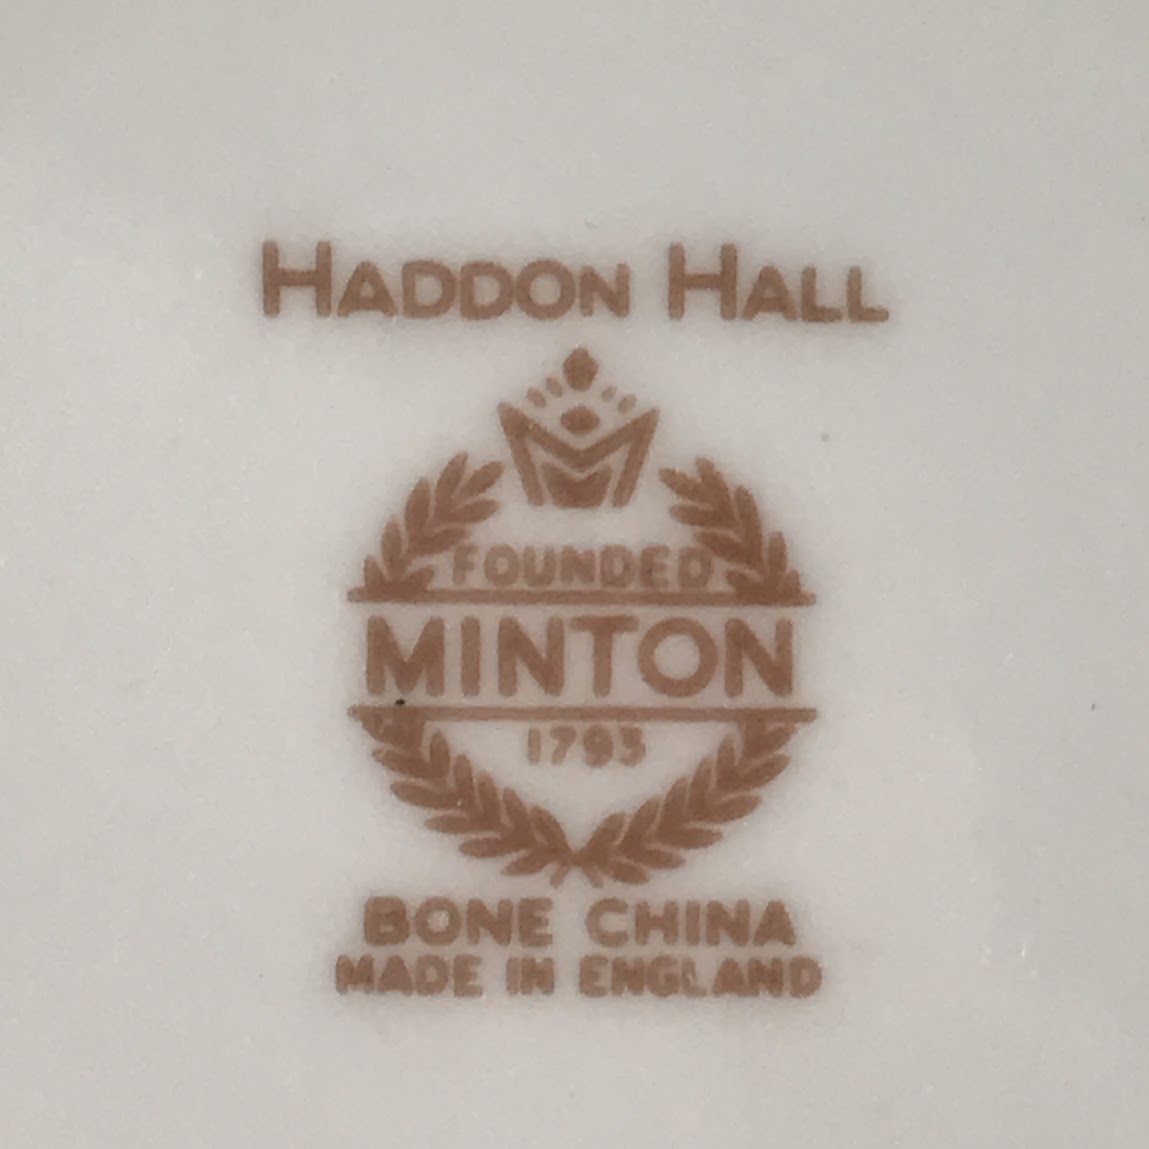 HADDON HALL
FOUNDED
MINTON
1793
BONE CHINA
MADE IN ENGLAND